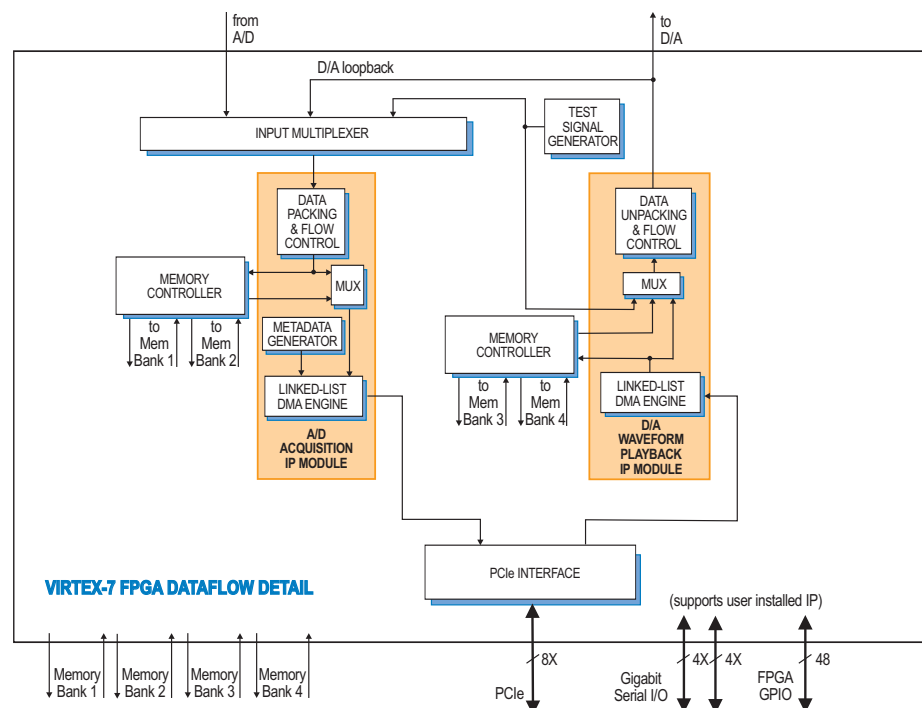 from
A/D
to
D/A
D/A loopback
INPUT MULTIPLEXER
TEST
SIGNAL
GENERATOR
DATA
PACKING
& FLOW
CONTROL
DATA
UNPACKING
& FLOW
CONTROL
MEMORY
CONTROLLER
MUX
MUX
to
Mem
Bank 1
to
Mem
Bank 2
METADATA
GENERATOR
MEMORY
CONTROLLER
LINKED-LIST
DMA ENGINE
to
Mem
Bank 3
to
Mem
Bank 4
LINKED-LIST
DMA ENGINE
A/D
ACQUISITION
IP MODULE
D/A
WAVEFORM
PLAYBACK
IP MODULE
PCIe INTERFACE
VIRTEX-7 FPGA DATAFLOW DETAIL
(supports user installed IP)
Memory
Bank 1
Memory
Bank 2
Memory
Bank 3
Memory
Bank 4
8X
PCIe
4X
4X
Gigabit
Serial I/O
48
FPGA
GPIO